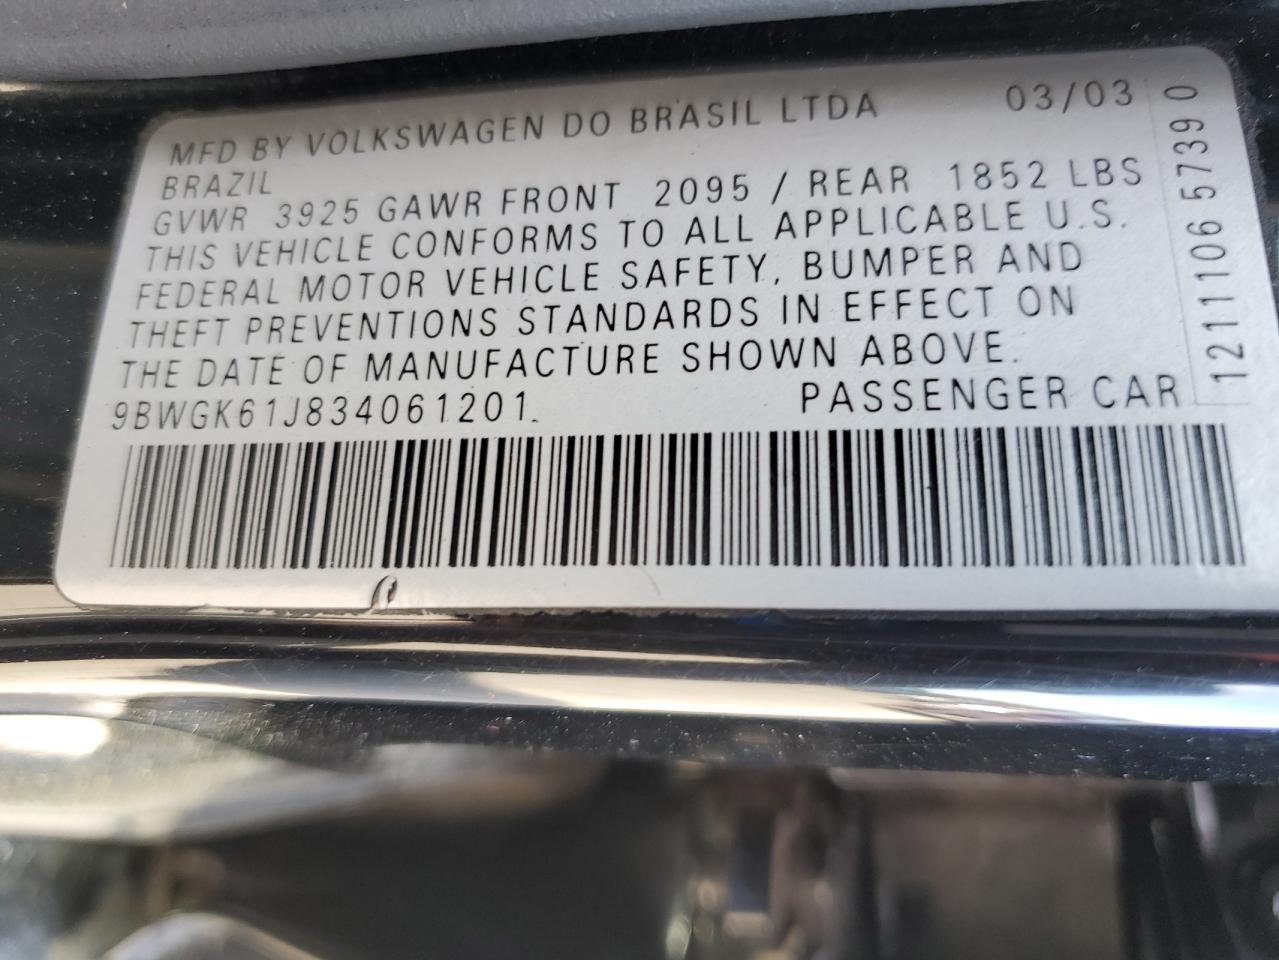 MFD BY VOLKSWAGEN DO BRASIL LTDA 03/03
BRAZIL
GVWR 3925 GAWR FRONT 2095 / REAR 1852 LBS
THIS VEHICLE CONFORMS TO ALL APPLICABLE U.S.
FEDERAL MOTOR VEHICLE SAFETY, BUMPER AND
THEFT PREVENTIONS STANDARDS IN EFFECT ON
THE DATE OF MANUFACTURE SHOWN ABOVE.
9BWGK61J834061201. PASSENGER CAR
1211106 5739 0